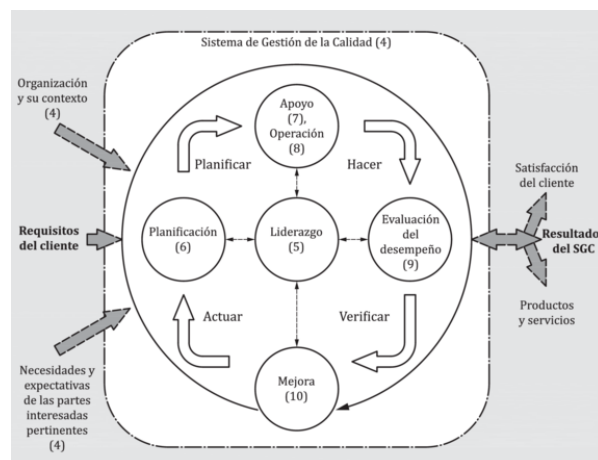 Sistema de Gestión de la Calidad (4)
Organización
y su contexto
(4)
Apoyo
(7),
Operación
(8)
Planificar
Hacer
Satisfacción
del cliente
Requisitos
del cliente
Planificación
(6)
Liderazgo
(5)
Evaluación
del
desempeño
(9)
Resultado
del SGC
Actuar
Verificar
Productos
y servicios
Necesidades y
expectativas
de las partes
interesadas
pertinentes
(4)
Mejora
(10)